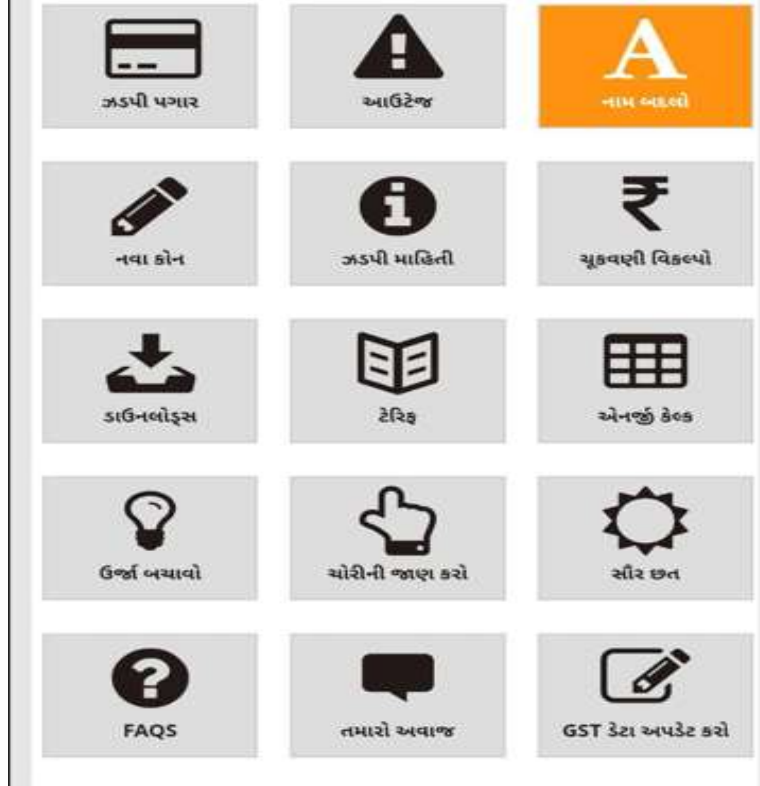 ઝડપી પગાર
આઉટેજ
A
નામ બદલો
નવા કોન
ઝડપી માહિતી
₹
ચૂકવણી વિકલ્પો
ડાઉનલોડ્સ
ટેરિફ
એનર્જી કેલ્ક
ઉર્જા બચાવો
ચોરીની જાણ કરો
સૌર છત
FAQS
તમારો અવાજ
GST ડેટા અપડેટ કરો